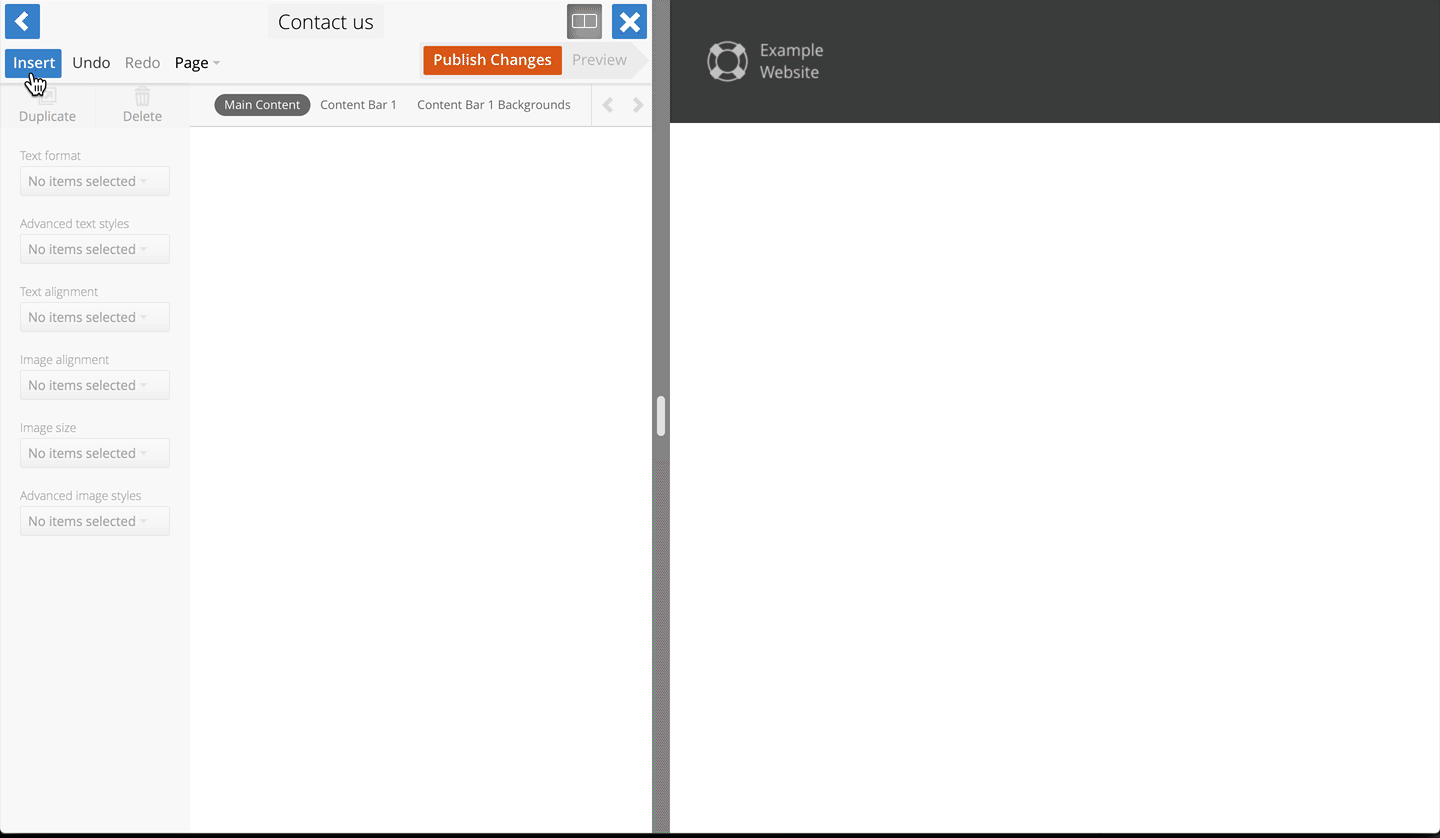 Contact us
Insert Undo Redo Page Publish Changes Preview
Duplicate Delete
Main Content Content Bar 1 Content Bar 1 Backgrounds
Text format
No items selected
Advanced text styles
No items selected
Text alignment
No items selected
Image alignment
No items selected
Image size
No items selected
Advanced image styles
No items selected
Example
Website